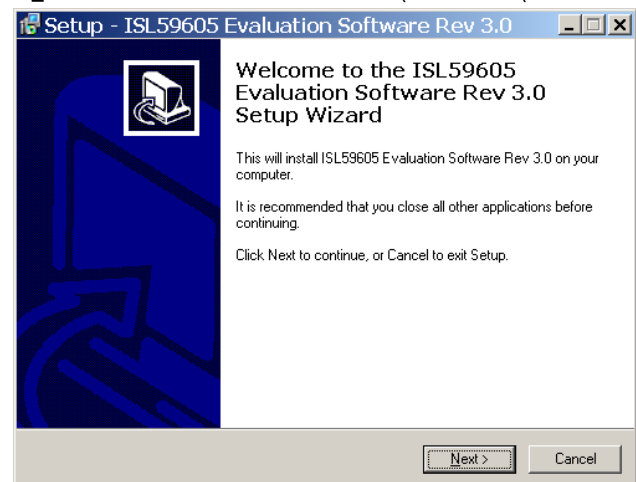 Setup - ISL59605 Evaluation Software Rev 3.0
Welcome to the ISL59605
Evaluation Software Rev 3.0
Setup Wizard
This will install ISL59605 Evaluation Software Rev 3.0 on your
computer.
It is recommended that you close all other applications before
continuing.
Click Next to continue, or Cancel to exit Setup.
Next > Cancel